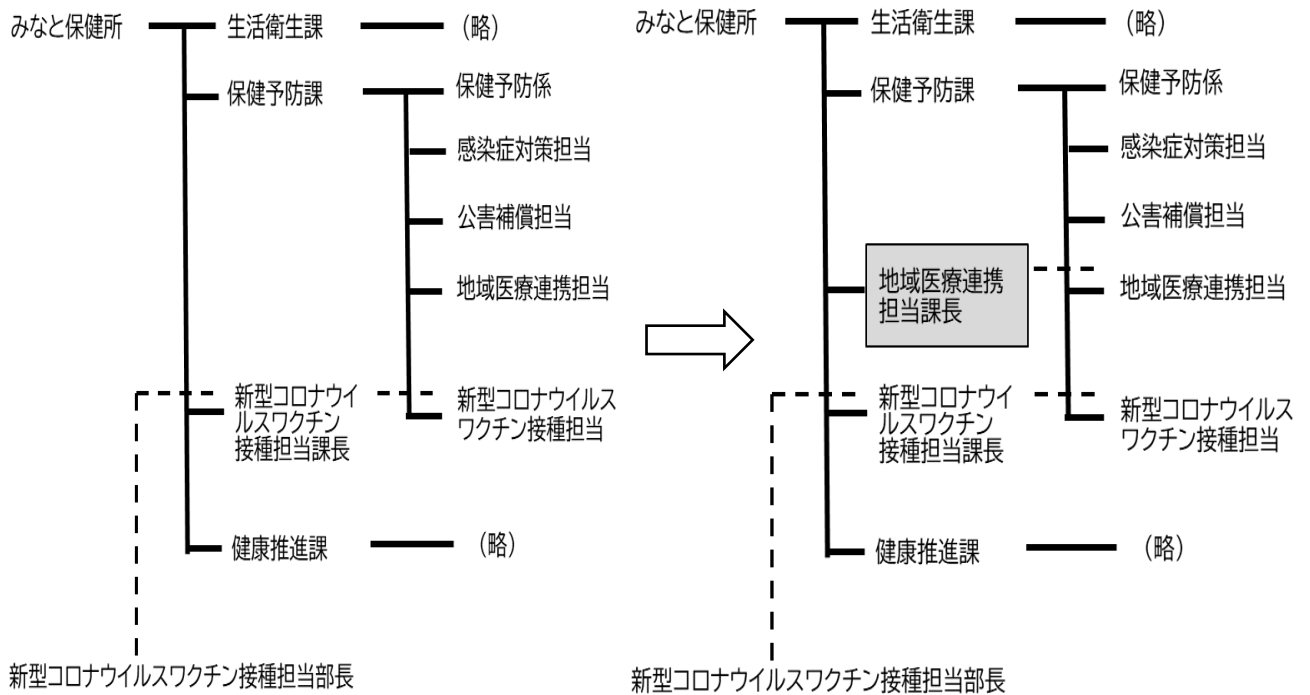 みなと保健所
生活衛生課
(略)
保健予防課
保健予防係
感染症対策担当
公害補償担当
地域医療連携担当
新型コロナウイ
ルスワクチン
接種担当課長
新型コロナウイルス
ワクチン接種担当
健康推進課
(略)
新型コロナウイルスワクチン接種担当部長
みなと保健所
生活衛生課
(略)
保健予防課
保健予防係
感染症対策担当
公害補償担当
地域医療連携
担当課長
地域医療連携担当
新型コロナウイ
ルスワクチン
接種担当課長
新型コロナウイルス
ワクチン接種担当
健康推進課
(略)
新型コロナウイルスワクチン接種担当部長